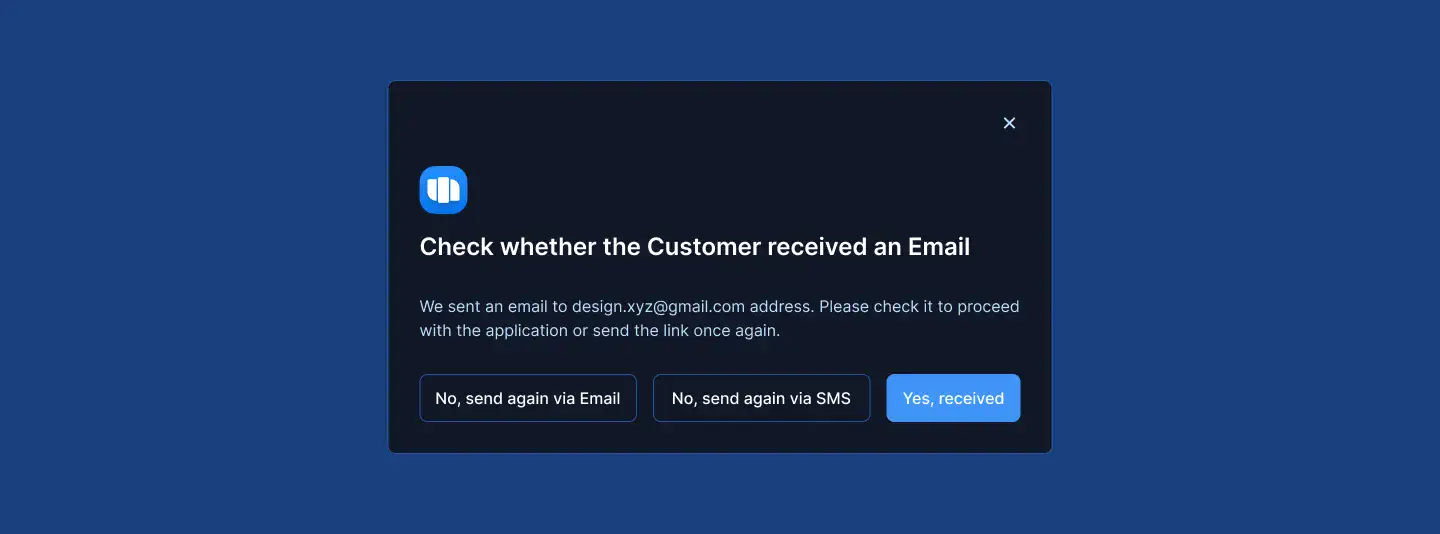 Check whether the Customer received an Email
We sent an email to design.xyz@gmail.com address. Please check it to proceed
with the application or send the link once again.
No, send again via Email
No, send again via SMS
Yes, received